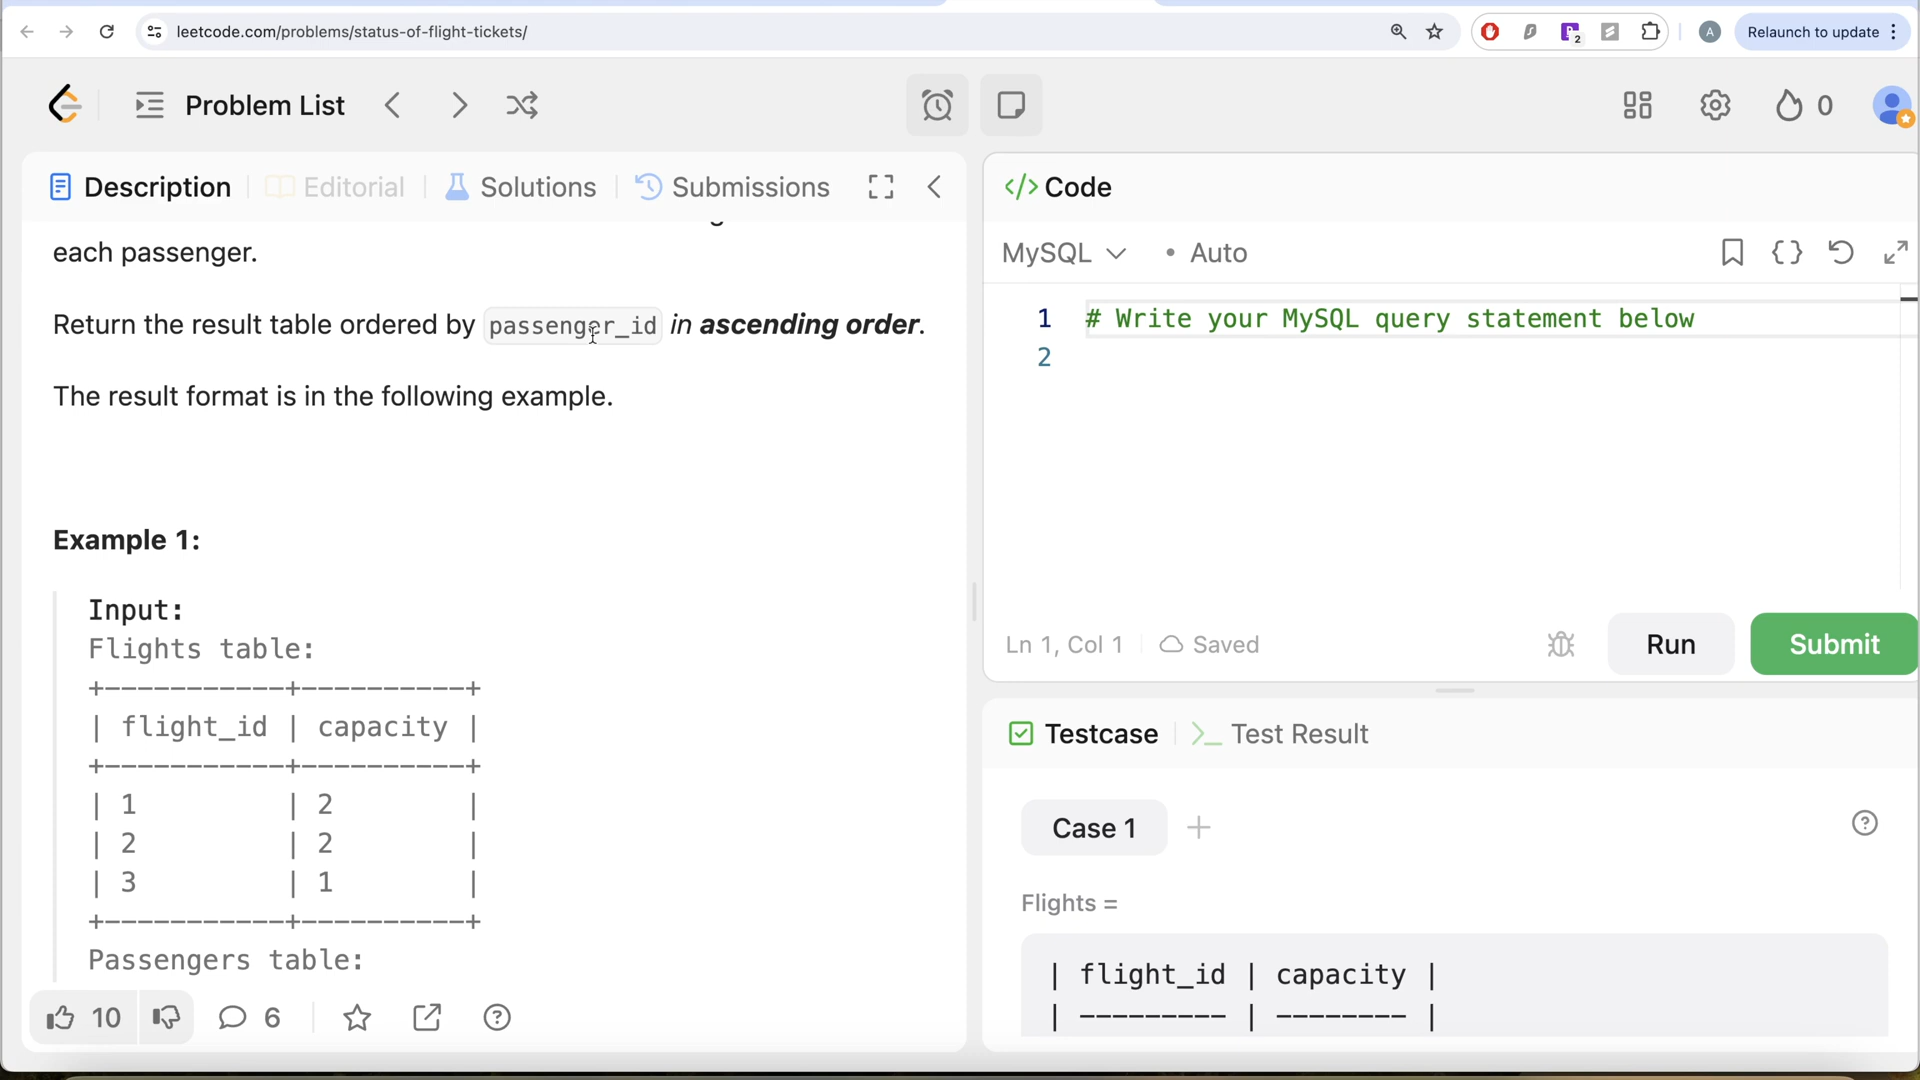 leetcode.com/problems/status-of-flight-tickets/
2
A
Relaunch to update
Problem List
0
Description
Editorial
Solutions
Submissions
</> Code
each passenger.
Return the result table ordered by passenger_id in ascending order.
The result format is in the following example.
Example 1:
Input:
Flights table:
+-----------+----------+
| flight_id | capacity |
+-----------+----------+
| 1         | 2        |
| 2         | 2        |
| 3         | 1        |
+-----------+----------+
Passengers table:
10
6
MySQL
• Auto
1 # Write your MySQL query statement below
2
Ln 1, Col 1
Saved
Run
Submit
Testcase
>_ Test Result
Case 1
Flights =
| flight_id | capacity |
| --------- | -------- |